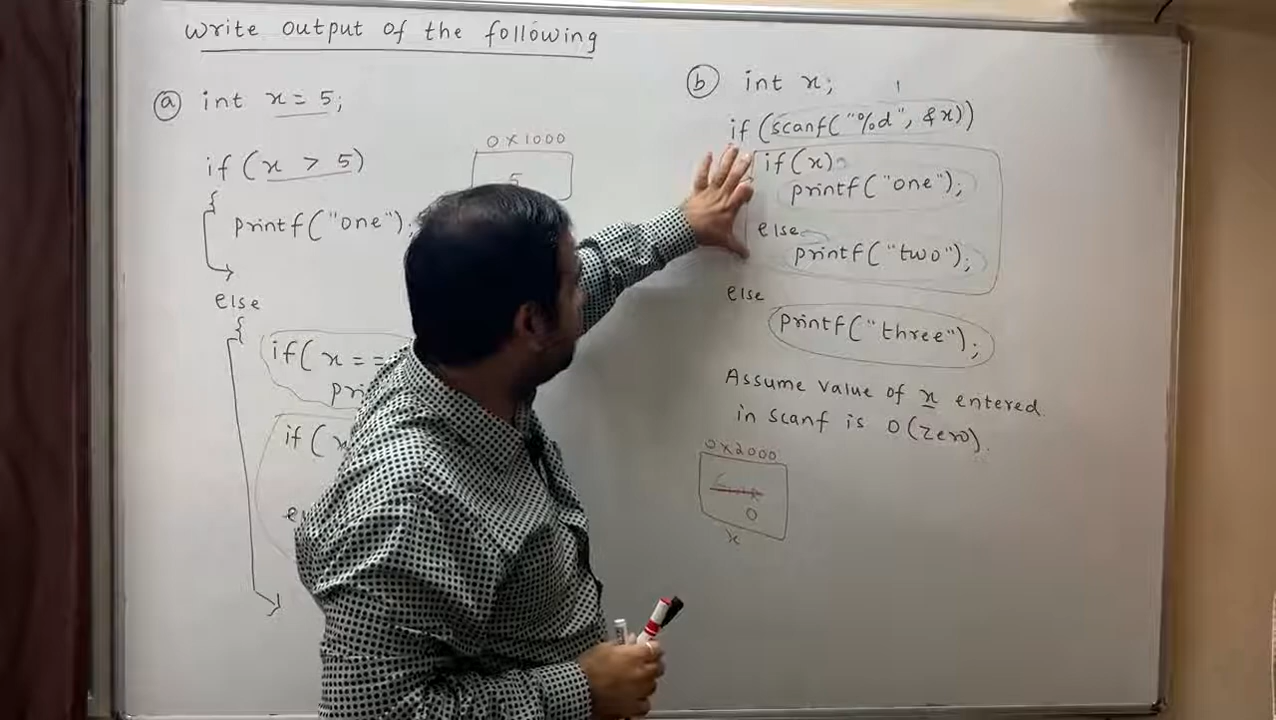 write output of the following
(a) int x = 5;
if (x > 5)
{
printf("one")
else
{
if( x ==
if (
0X1000
5
(b) int x;
1
if (scanf("%d", &x))
if(x)
printf("one");
else
printf("two");
else
printf("three");
Assume value of x entered.
in scanf is 0(Zero).
0X2000
0
x